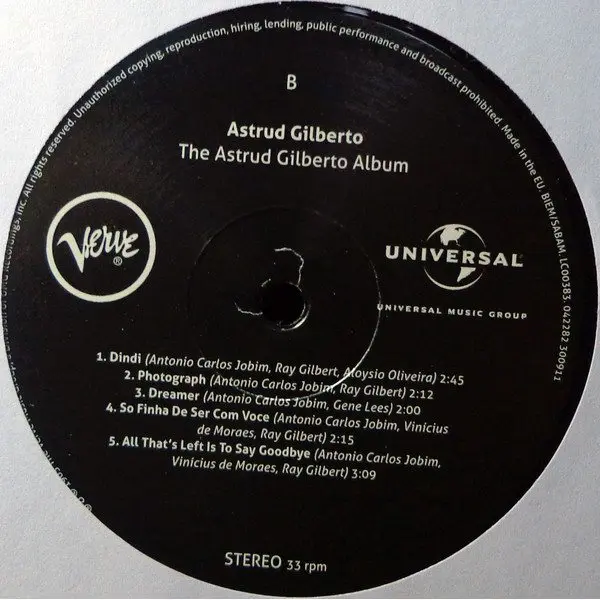 All rights reserved. Unauthorized copying, reproduction, hiring, lending, public performance and broadcast prohibited. Made in the EU. BIEM/SABAM. LC00383. 042282 300911
B
Astrud Gilberto
The Astrud Gilberto Album
Verve®
UNIVERSAL
UNIVERSAL MUSIC GROUP
1. Dindi (Antonio Carlos Jobim, Ray Gilbert, Aloysio Oliveira) 2:45
2. Photograph (Antonio Carlos Jobim, Ray Gilbert) 2:12
3. Dreamer (Antonio Carlos Jobim, Gene Lees) 2:00
4. So Finha De Ser Com Voce (Antonio Carlos Jobim, Vinicius
de Moraes, Ray Gilbert) 2:15
5. All That's Left Is To Say Goodbye (Antonio Carlos Jobim,
Vinicius de Moraes, Ray Gilbert) 3:09
STEREO 33 rpm